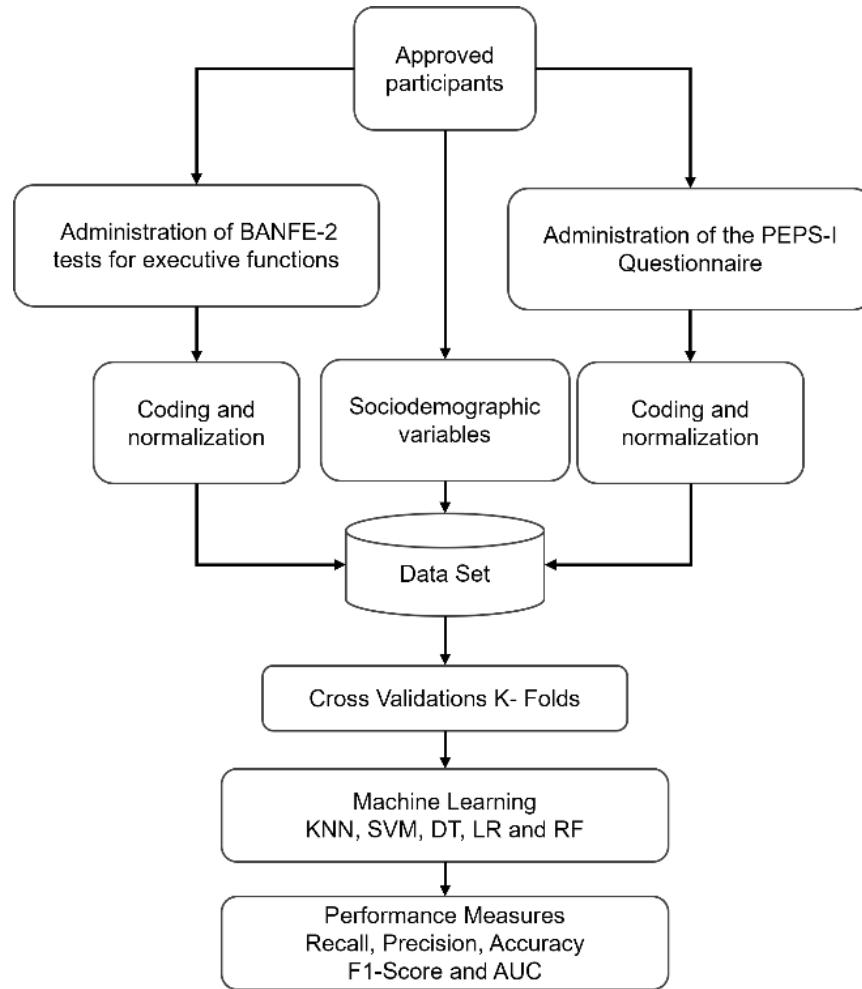 Approved
participants
Administration of BANFE-2
tests for executive functions
Administration of the PEPS-I
Questionnaire
Coding and
normalization
Sociodemographic
variables
Coding and
normalization
Data Set
Cross Validations K- Folds
Machine Learning
KNN, SVM, DT, LR and RF
Performance Measures
Recall, Precision, Accuracy
F1-Score and AUC